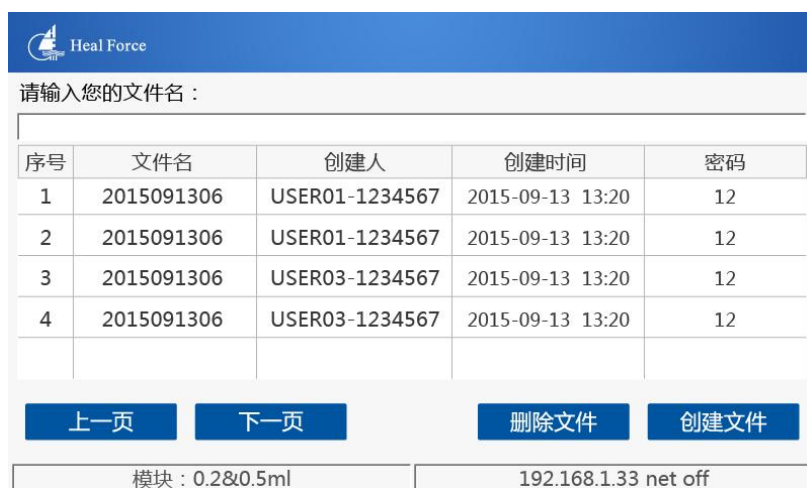 Heal Force
请输入您的文件名：
序号 文件名 创建人 创建时间 密码
1 2015091306 USER01-1234567 2015-09-13 13:20 12
2 2015091306 USER01-1234567 2015-09-13 13:20 12
3 2015091306 USER03-1234567 2015-09-13 13:20 12
4 2015091306 USER03-1234567 2015-09-13 13:20 12
上一页 下一页 删除文件 创建文件
模块：0.2&0.5ml 192.168.1.33 net off